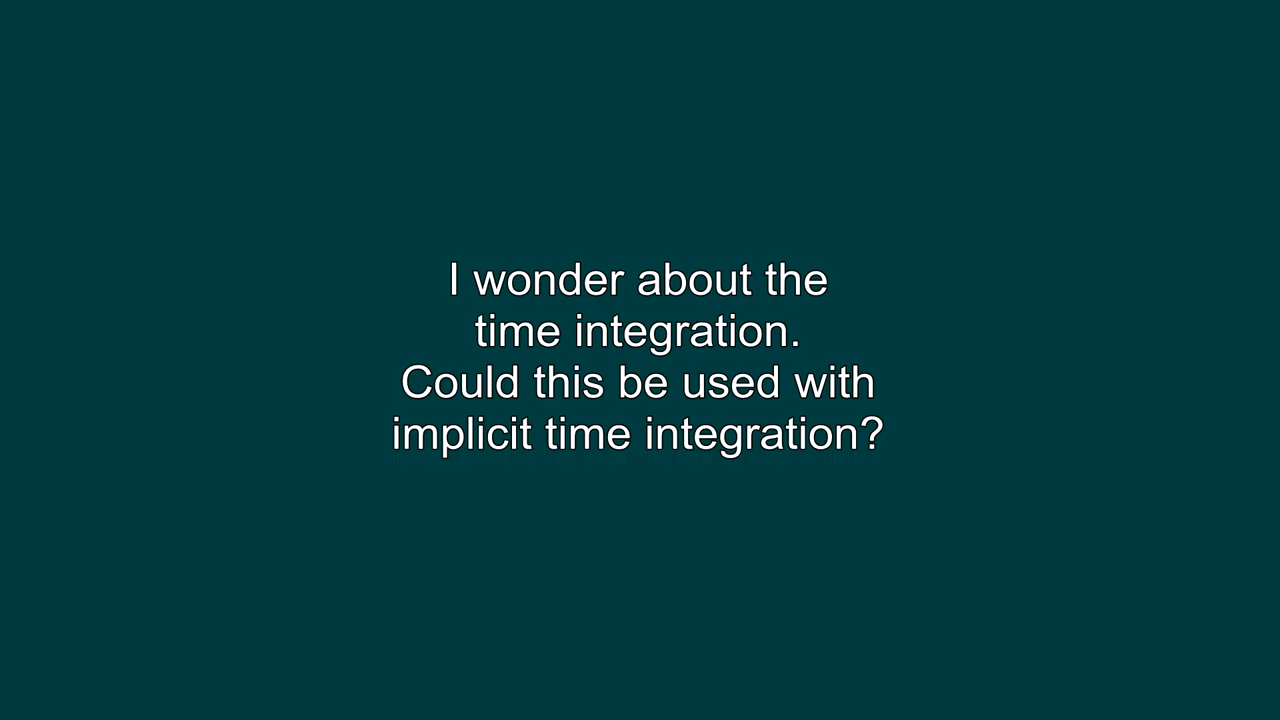 I wonder about the
time integration.
Could this be used with
implicit time integration?